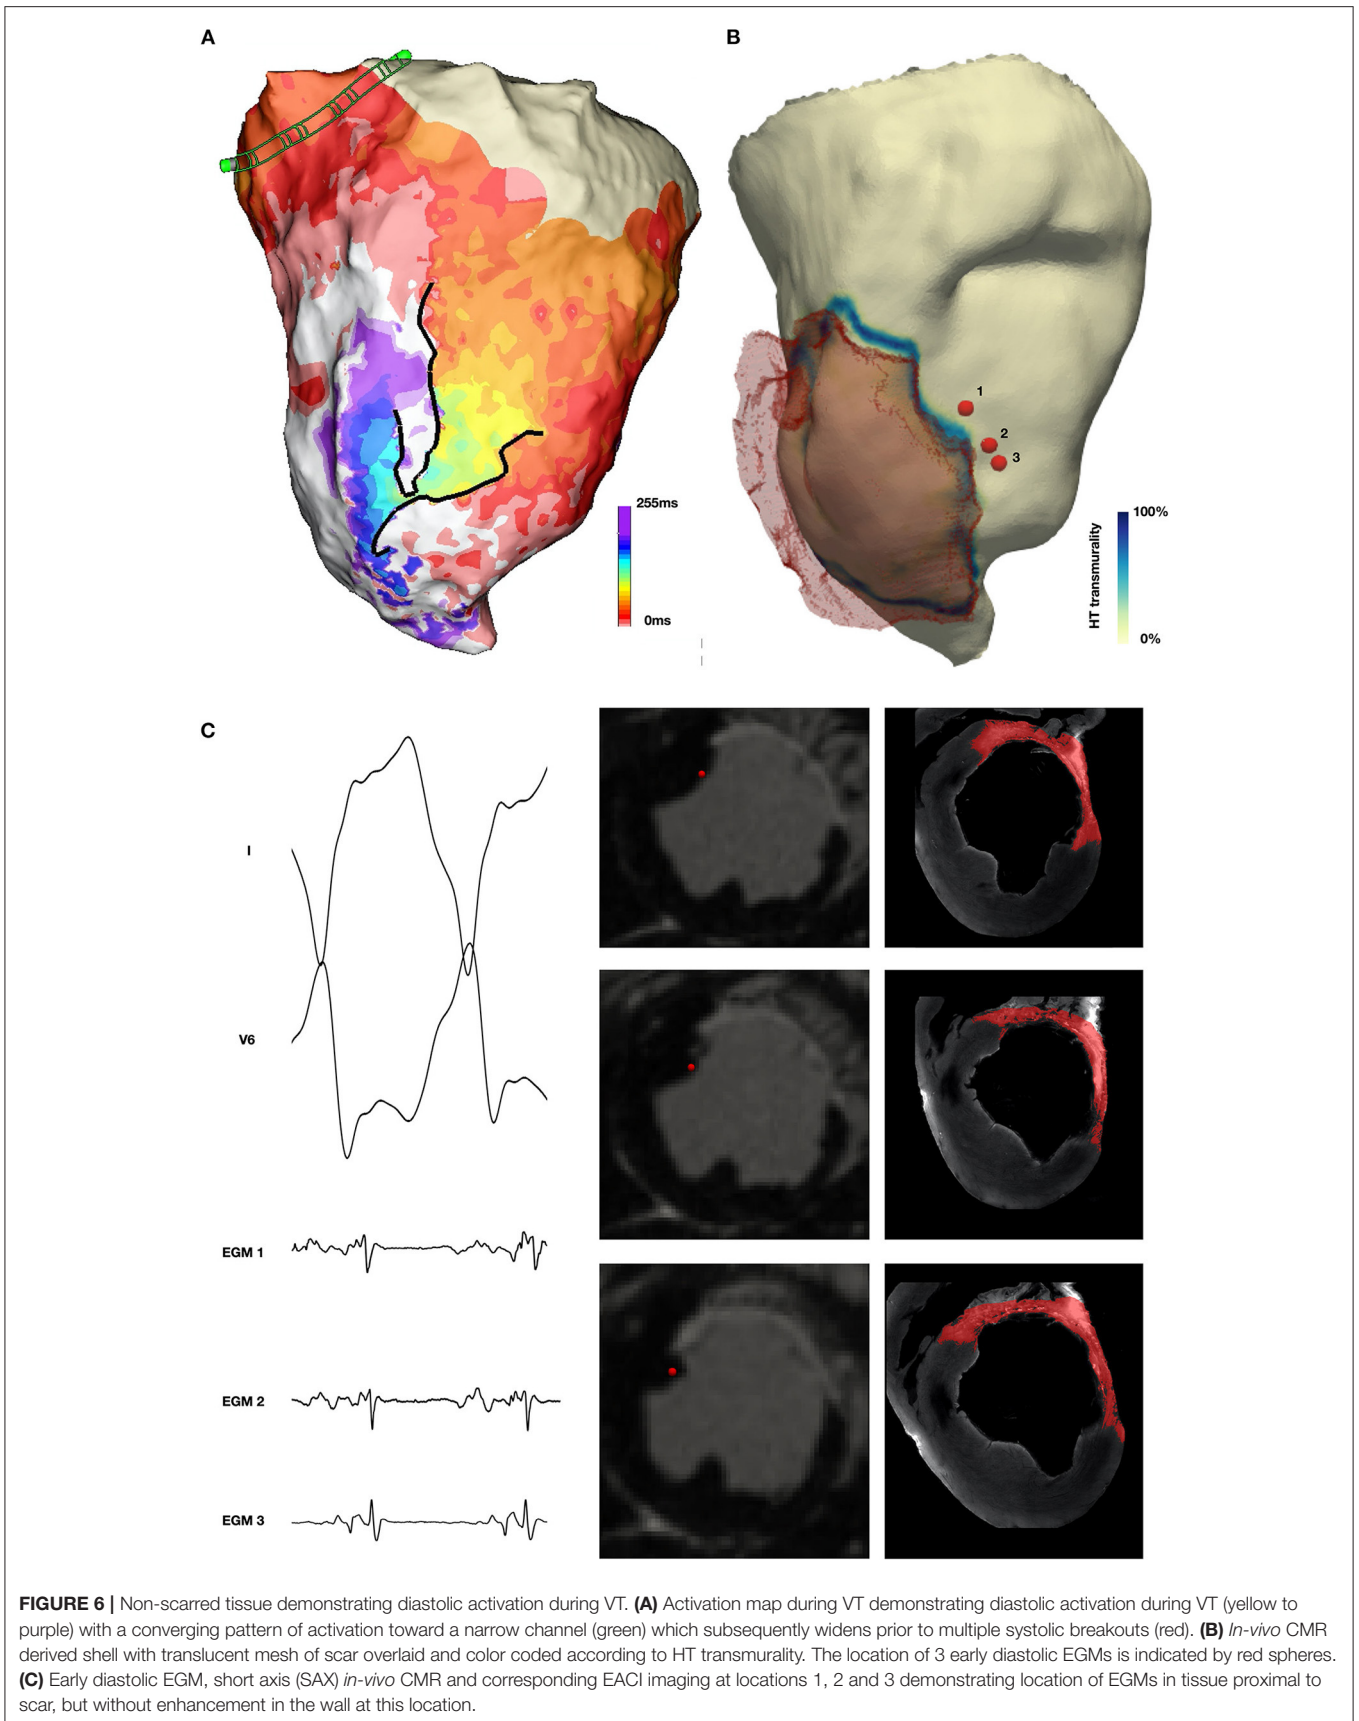 A
B
255ms
0ms
1
2
3
100%
HT transmurality
0%
C
I
V6
EGM 1
EGM 2
EGM 3
FIGURE 6 | Non-scarred tissue demonstrating diastolic activation during VT. (A) Activation map during VT demonstrating diastolic activation during VT (yellow to
purple) with a converging pattern of activation toward a narrow channel (green) which subsequently widens prior to multiple systolic breakouts (red). (B) In-vivo CMR
derived shell with translucent mesh of scar overlaid and color coded according to HT transmurality. The location of 3 early diastolic EGMs is indicated by red spheres.
(C) Early diastolic EGM, short axis (SAX) in-vivo CMR and corresponding EACI imaging at locations 1, 2 and 3 demonstrating location of EGMs in tissue proximal to
scar, but without enhancement in the wall at this location.